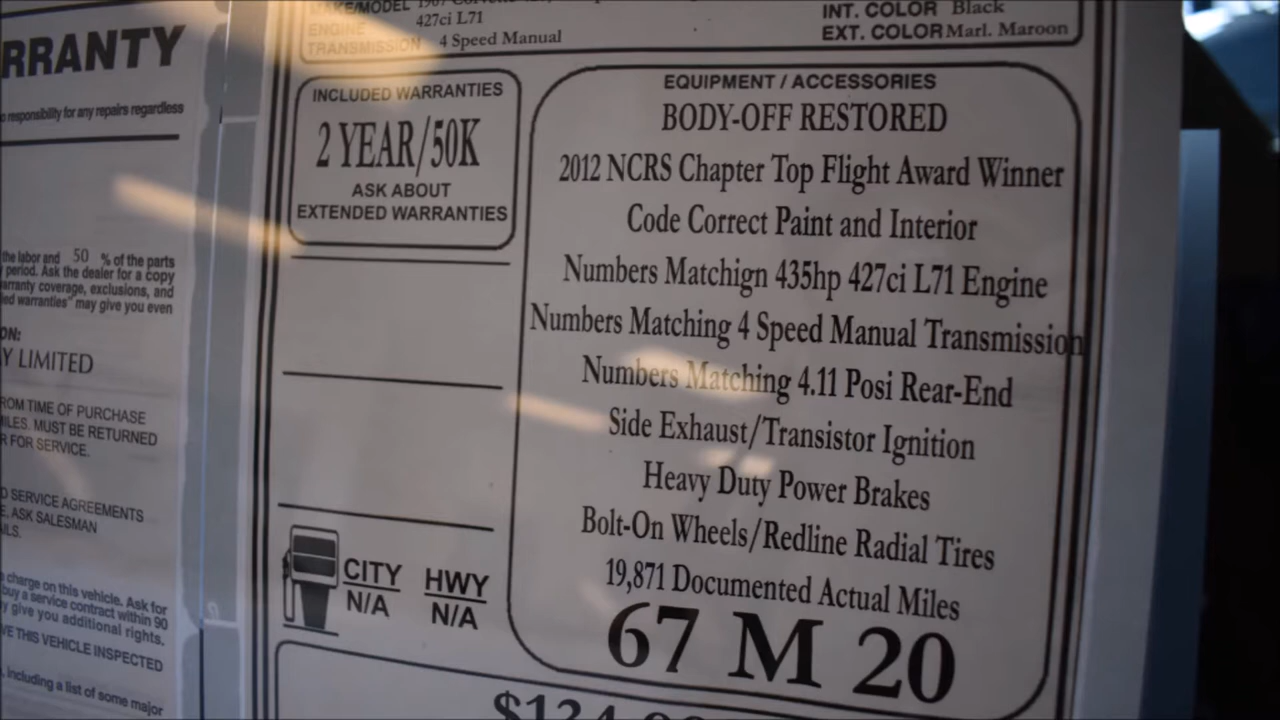 RRANTY
responsibility for any repairs regardless
the labor and 50 % of the parts
period. Ask the dealer for a copy
warranty coverage, exclusions, and
warranties" may give you even
ON:
LIMITED
ROM TIME OF PURCHASE
MILES. MUST BE RETURNED
FOR SERVICE.
SERVICE AGREEMENTS
ASK SALESMAN
charge on this vehicle. Ask for
buy a service contract within 90
give you additional rights.
THIS VEHICLE INSPECTED
including a list of some major
MAKE/MODEL 1967
ENGINE 427ci L71
TRANSMISSION 4 Speed Manual
INT. COLOR Black
EXT. COLOR Marl. Maroon
INCLUDED WARRANTIES
2 YEAR/50K
ASK ABOUT
EXTENDED WARRANTIES
CITY HWY
N/A N/A
EQUIPMENT / ACCESSORIES
BODY-OFF RESTORED
2012 NCRS Chapter Top Flight Award Winner
Code Correct Paint and Interior
Numbers Matchign 435hp 427ci L71 Engine
Numbers Matching 4 Speed Manual Transmission
Numbers Matching 4.11 Posi Rear-End
Side Exhaust/Transistor Ignition
Heavy Duty Power Brakes
Bolt-On Wheels/Redline Radial Tires
19,871 Documented Actual Miles
67 M 20